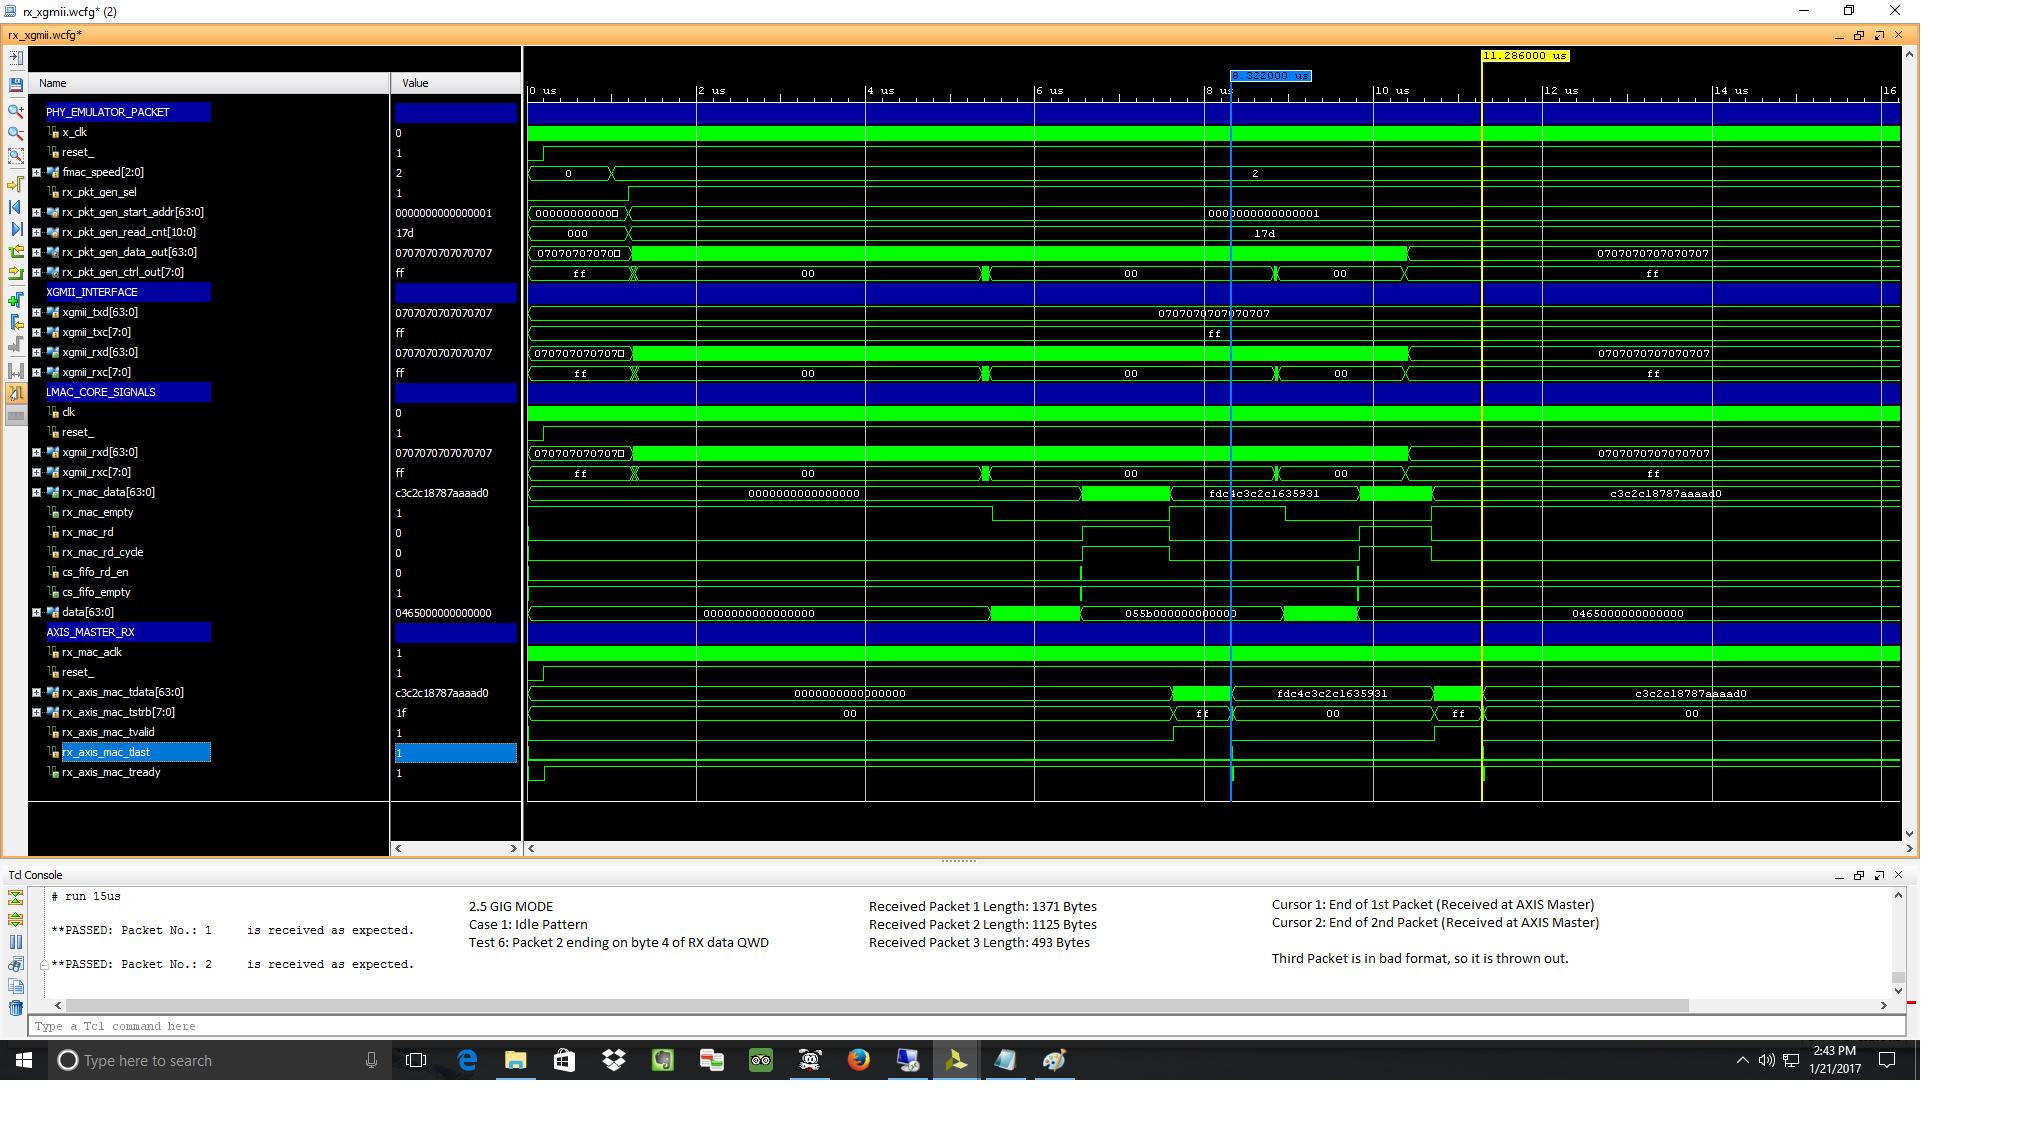 rx_xgmii.wcfg* (2)
rx_xgmii.wcfg*
Name Value
11.286000 us
8.322000 us
0 us 2 us 4 us 6 us 8 us 10 us 12 us 14 us 16
PHY_EMULATOR_PACKET
x_clk 0
reset_ 1
fmac_speed[2:0] 2 0 2
rx_pkt_gen_sel 1
rx_pkt_gen_start_addr[63:0] 0000000000000001 00000000000 0000000000000001
rx_pkt_gen_read_cnt[10:0] 17d 000 17d
rx_pkt_gen_data_out[63:0] 0707070707070707 07070707070 0707070707070707
rx_pkt_gen_ctrl_out[7:0] ff ff 00 00 00 ff
XGMII_INTERFACE
xgmii_txd[63:0] 0707070707070707 0707070707070707
xgmii_txc[7:0] ff ff
xgmii_rxd[63:0] 0707070707070707 070707070707 0707070707070707
xgmii_rxc[7:0] ff ff 00 00 00 ff
LMAC_CORE_SIGNALS
clk 0
reset_ 1
xgmii_rxd[63:0] 0707070707070707 070707070707 0707070707070707
xgmii_rxc[7:0] ff ff 00 00 00 ff
rx_mac_data[63:0] c3c2c18787aaaad0 0000000000000000 fdc4c3c2c1635931 c3c2c18787aaaad0
rx_mac_empty 1
rx_mac_rd 0
rx_mac_rd_cycle 0
cs_fifo_rd_en 0
cs_fifo_empty 1
data[63:0] 0465000000000000 0000000000000000 055b000000000000 0465000000000000
AXIS_MASTER_RX
rx_mac_aclk 1
reset_ 1
rx_axis_mac_tdata[63:0] c3c2c18787aaaad0 0000000000000000 fdc4c3c2c1635931 c3c2c18787aaaad0
rx_axis_mac_tstrb[7:0] 1f 00 ff 00 ff 00
rx_axis_mac_tvalid 1
rx_axis_mac_tlast 1
rx_axis_mac_tready 1
Tcl Console
# run 15us
**PASSED: Packet No.: 1 is received as expected.
**PASSED: Packet No.: 2 is received as expected.
2.5 GIG MODE
Case 1: Idle Pattern
Test 6: Packet 2 ending on byte 4 of RX data QWD
Received Packet 1 Length: 1371 Bytes
Received Packet 2 Length: 1125 Bytes
Received Packet 3 Length: 493 Bytes
Cursor 1: End of 1st Packet (Received at AXIS Master)
Cursor 2: End of 2nd Packet (Received at AXIS Master)
Third Packet is in bad format, so it is thrown out.
Type a Tcl command here
Type here to search
2:43 PM
1/21/2017